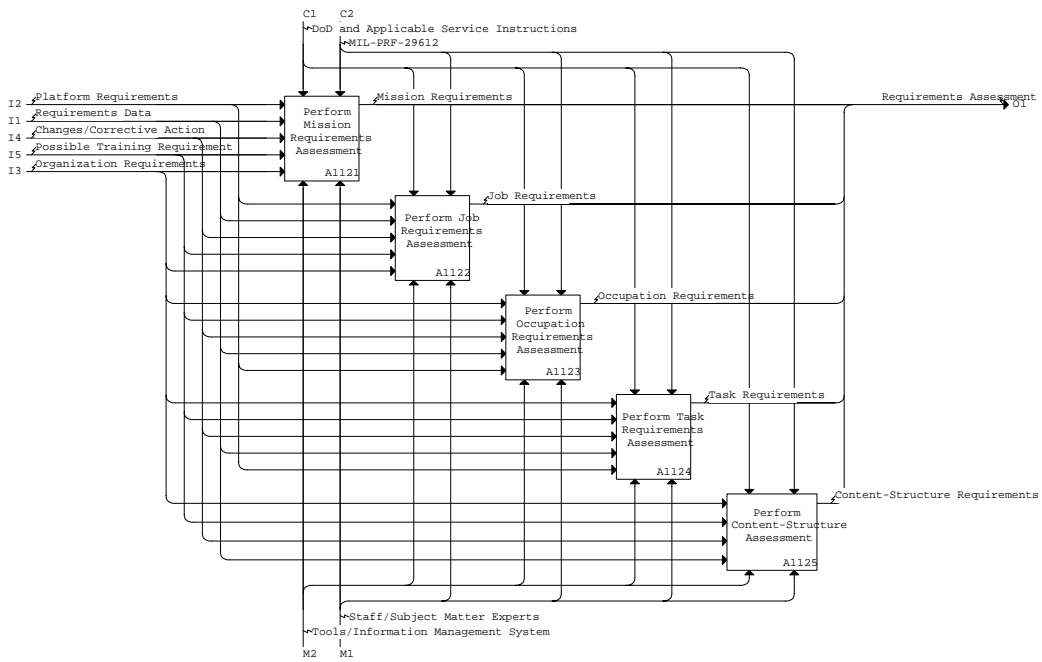 C1 C2
DoD and Applicable Service Instructions
MIL-PRF-29612
I2 Platform Requirements
I1 Requirements Data
I4 Changes/Corrective Action
I5 Possible Training Requirement
I3 Organization Requirements
Perform
Mission
Requirements
Assessment
A1121
Mission Requirements
Requirements Assessment
O1
Perform Job
Requirements
Assessment
A1122
Job Requirements
Perform
Occupation
Requirements
Assessment
A1123
Occupation Requirements
Perform Task
Requirements
Assessment
A1124
Task Requirements
Perform
Content-Structure
Assessment
A1125
Content-Structure Requirements
Staff/Subject Matter Experts
Tools/Information Management System
M2 M1